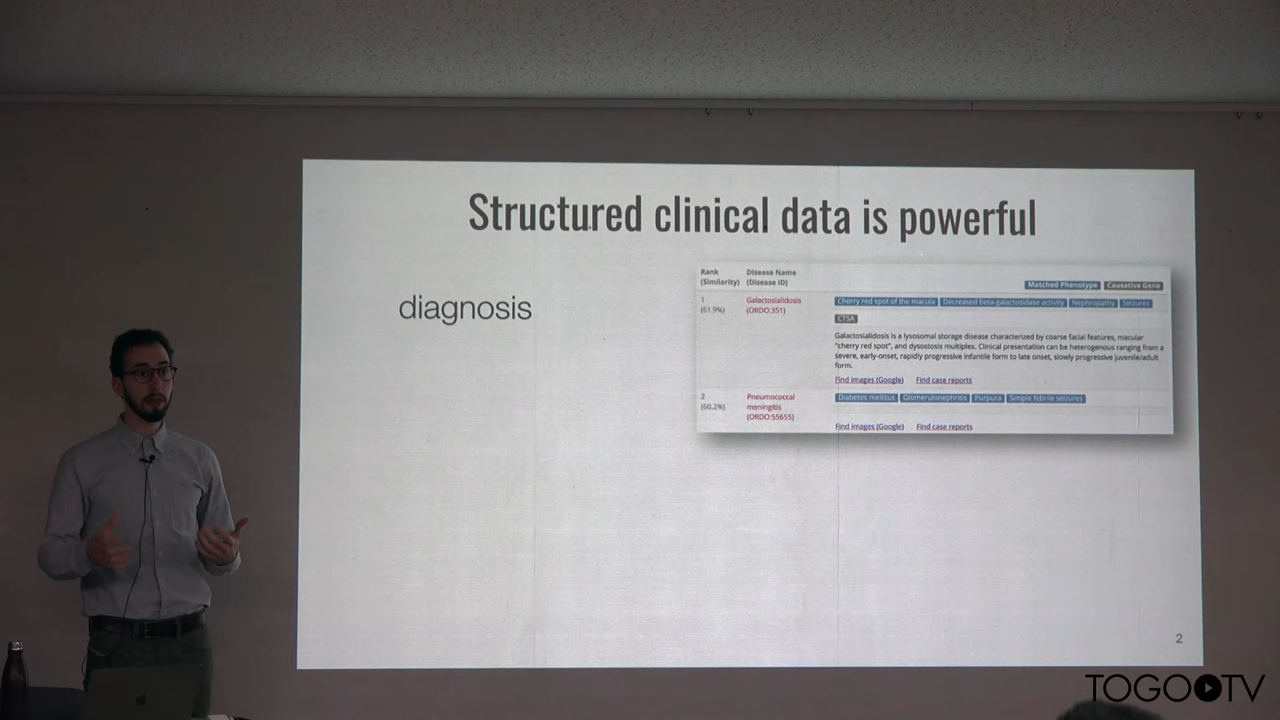 Structured clinical data is powerful
diagnosis
Rank (Similarity)
Disease Name (Disease ID)
Matched Phenotype
Causative Gene
1 (61.9%)
Galactosialidosis (ORDO:351)
Cherry red spot of the macula
Decreased beta-galactosidase activity
Nephropathy
Seizures
CTSA
Galactosialidosis is a lysosomal storage disease characterized by coarse facial features, macular
"cherry red spot", and dysostosis multiplex. Clinical presentation can be heterogenous ranging from a
severe, early-onset, rapidly progressive infantile form to late onset, slowly progressive juvenile/adult
form.
Find images (Google)
Find case reports
2 (60.2%)
Pneumococcal meningitis (ORDO:55655)
Diabetes mellitus
Glomerulonephritis
Purpura
Simple febrile seizures
Find images (Google)
Find case reports
2
TOGO TV